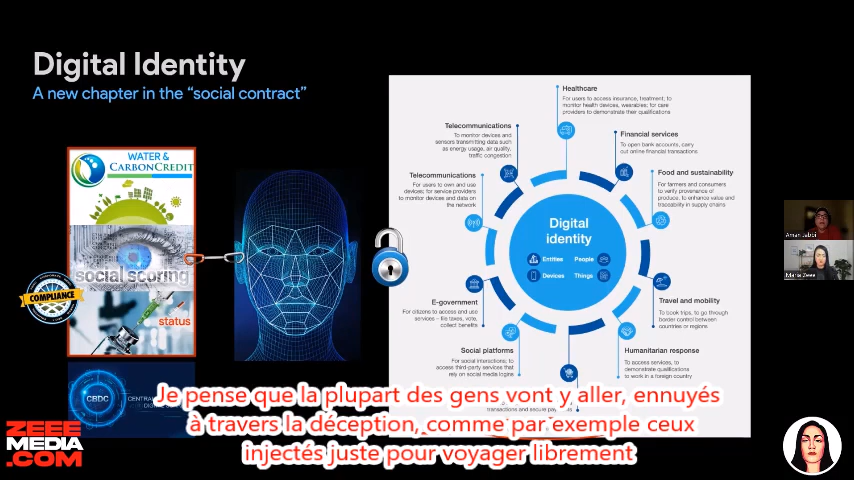 Digital Identity
A new chapter in the “social contract”
WATER &
CARBONCREDIT
social scoring
COMPLIANCE
status
CBDC
Healthcare
For users to access insurance, treatment; to
monitor health devices, wearables; for care
providers to demonstrate their qualifications
Telecommunications
To monitor devices and
sensors transmitting data such
as energy usage, air quality,
traffic congestion
Financial services
To open bank accounts, carry
out online financial transactions
Telecommunications
For users to own and use
devices; for service providers
to monitor devices and data on
the network
Food and sustainability
For farmers and consumers
to verify provenance of
produce, to enhance value and
traceability in supply chains
Digital
identity
Entities
People
Devices
Things
E-government
For citizens to access and use
services – file taxes, vote,
collect benefits
Travel and mobility
To book trips, to go through
border control between
countries or regions
Social platforms
For social interactions; to
access third-party services that
rely on social media logins
Humanitarian response
To access services, to
demonstrate qualifications
to work in a foreign country
Aman Jabbi
Maria Zeee
Je pense que la plupart des gens vont y aller, ennuyés
à travers la déception, comme par exemple ceux
injectés juste pour voyager librement
ZEEE
MEDIA
.COM